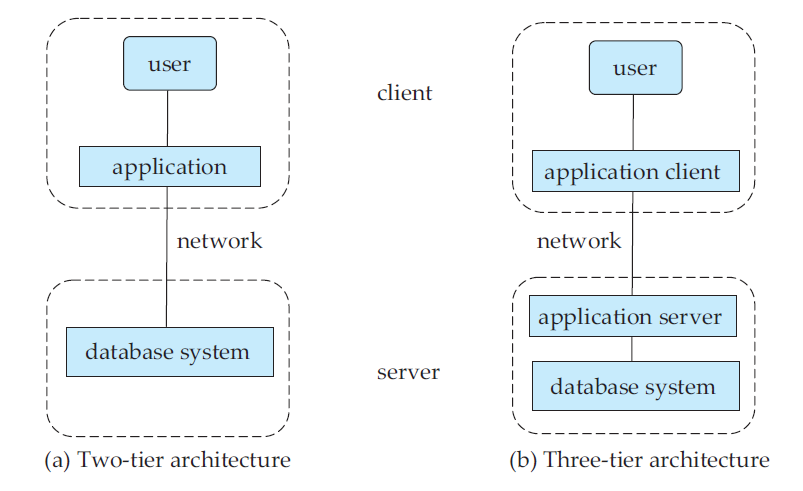 user
application
network
database system
(a) Two-tier architecture
client
server
user
application client
network
application server
database system
(b) Three-tier architecture